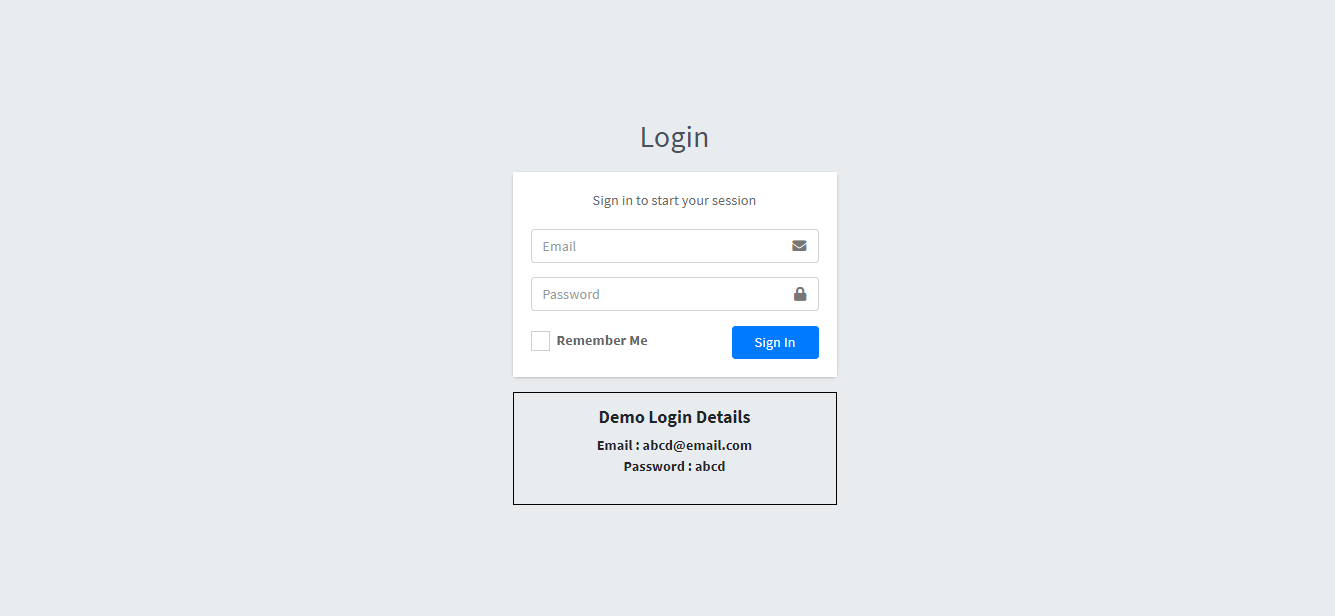 Login
Sign in to start your session
Email
Password
Remember Me
Sign In
Demo Login Details
Email : abcd@email.com
Password : abcd